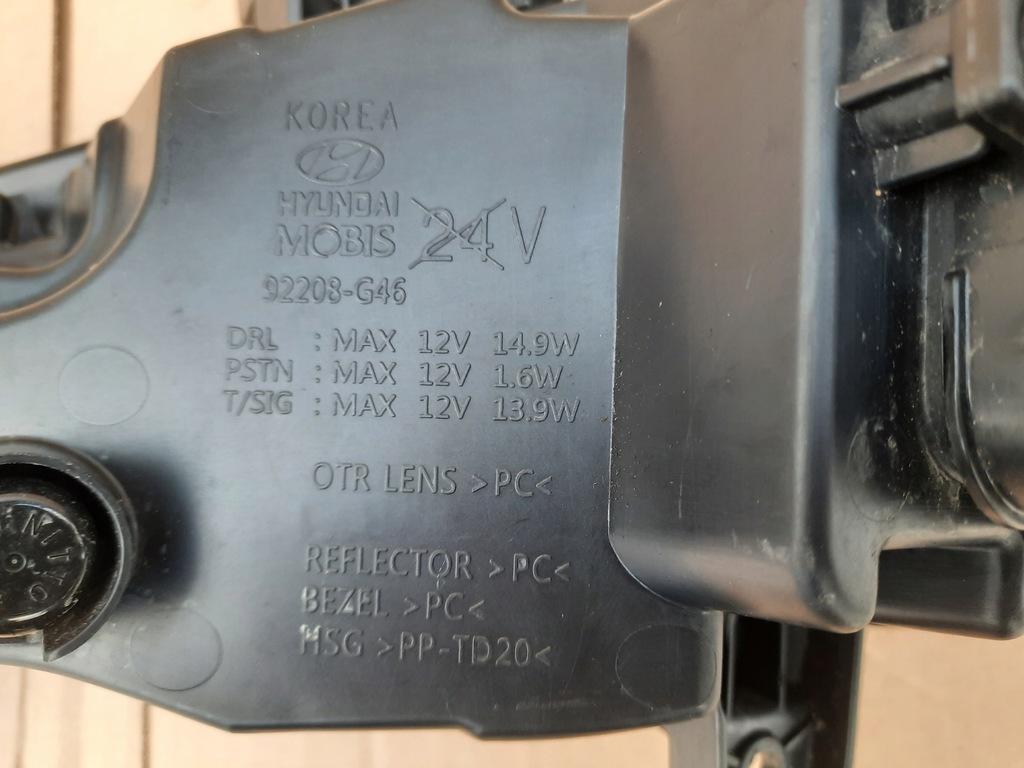 KOREA
HYUNDAI
MOBIS 24 V
92208-G46
DRL : MAX 12V 14.9W
PSTN : MAX 12V 1.6W
T/SIG : MAX 12V 13.9W
OTR LENS >PC<
REFLECTOR >PC<
BEZEL >PC<
HSG >PP-TD20<